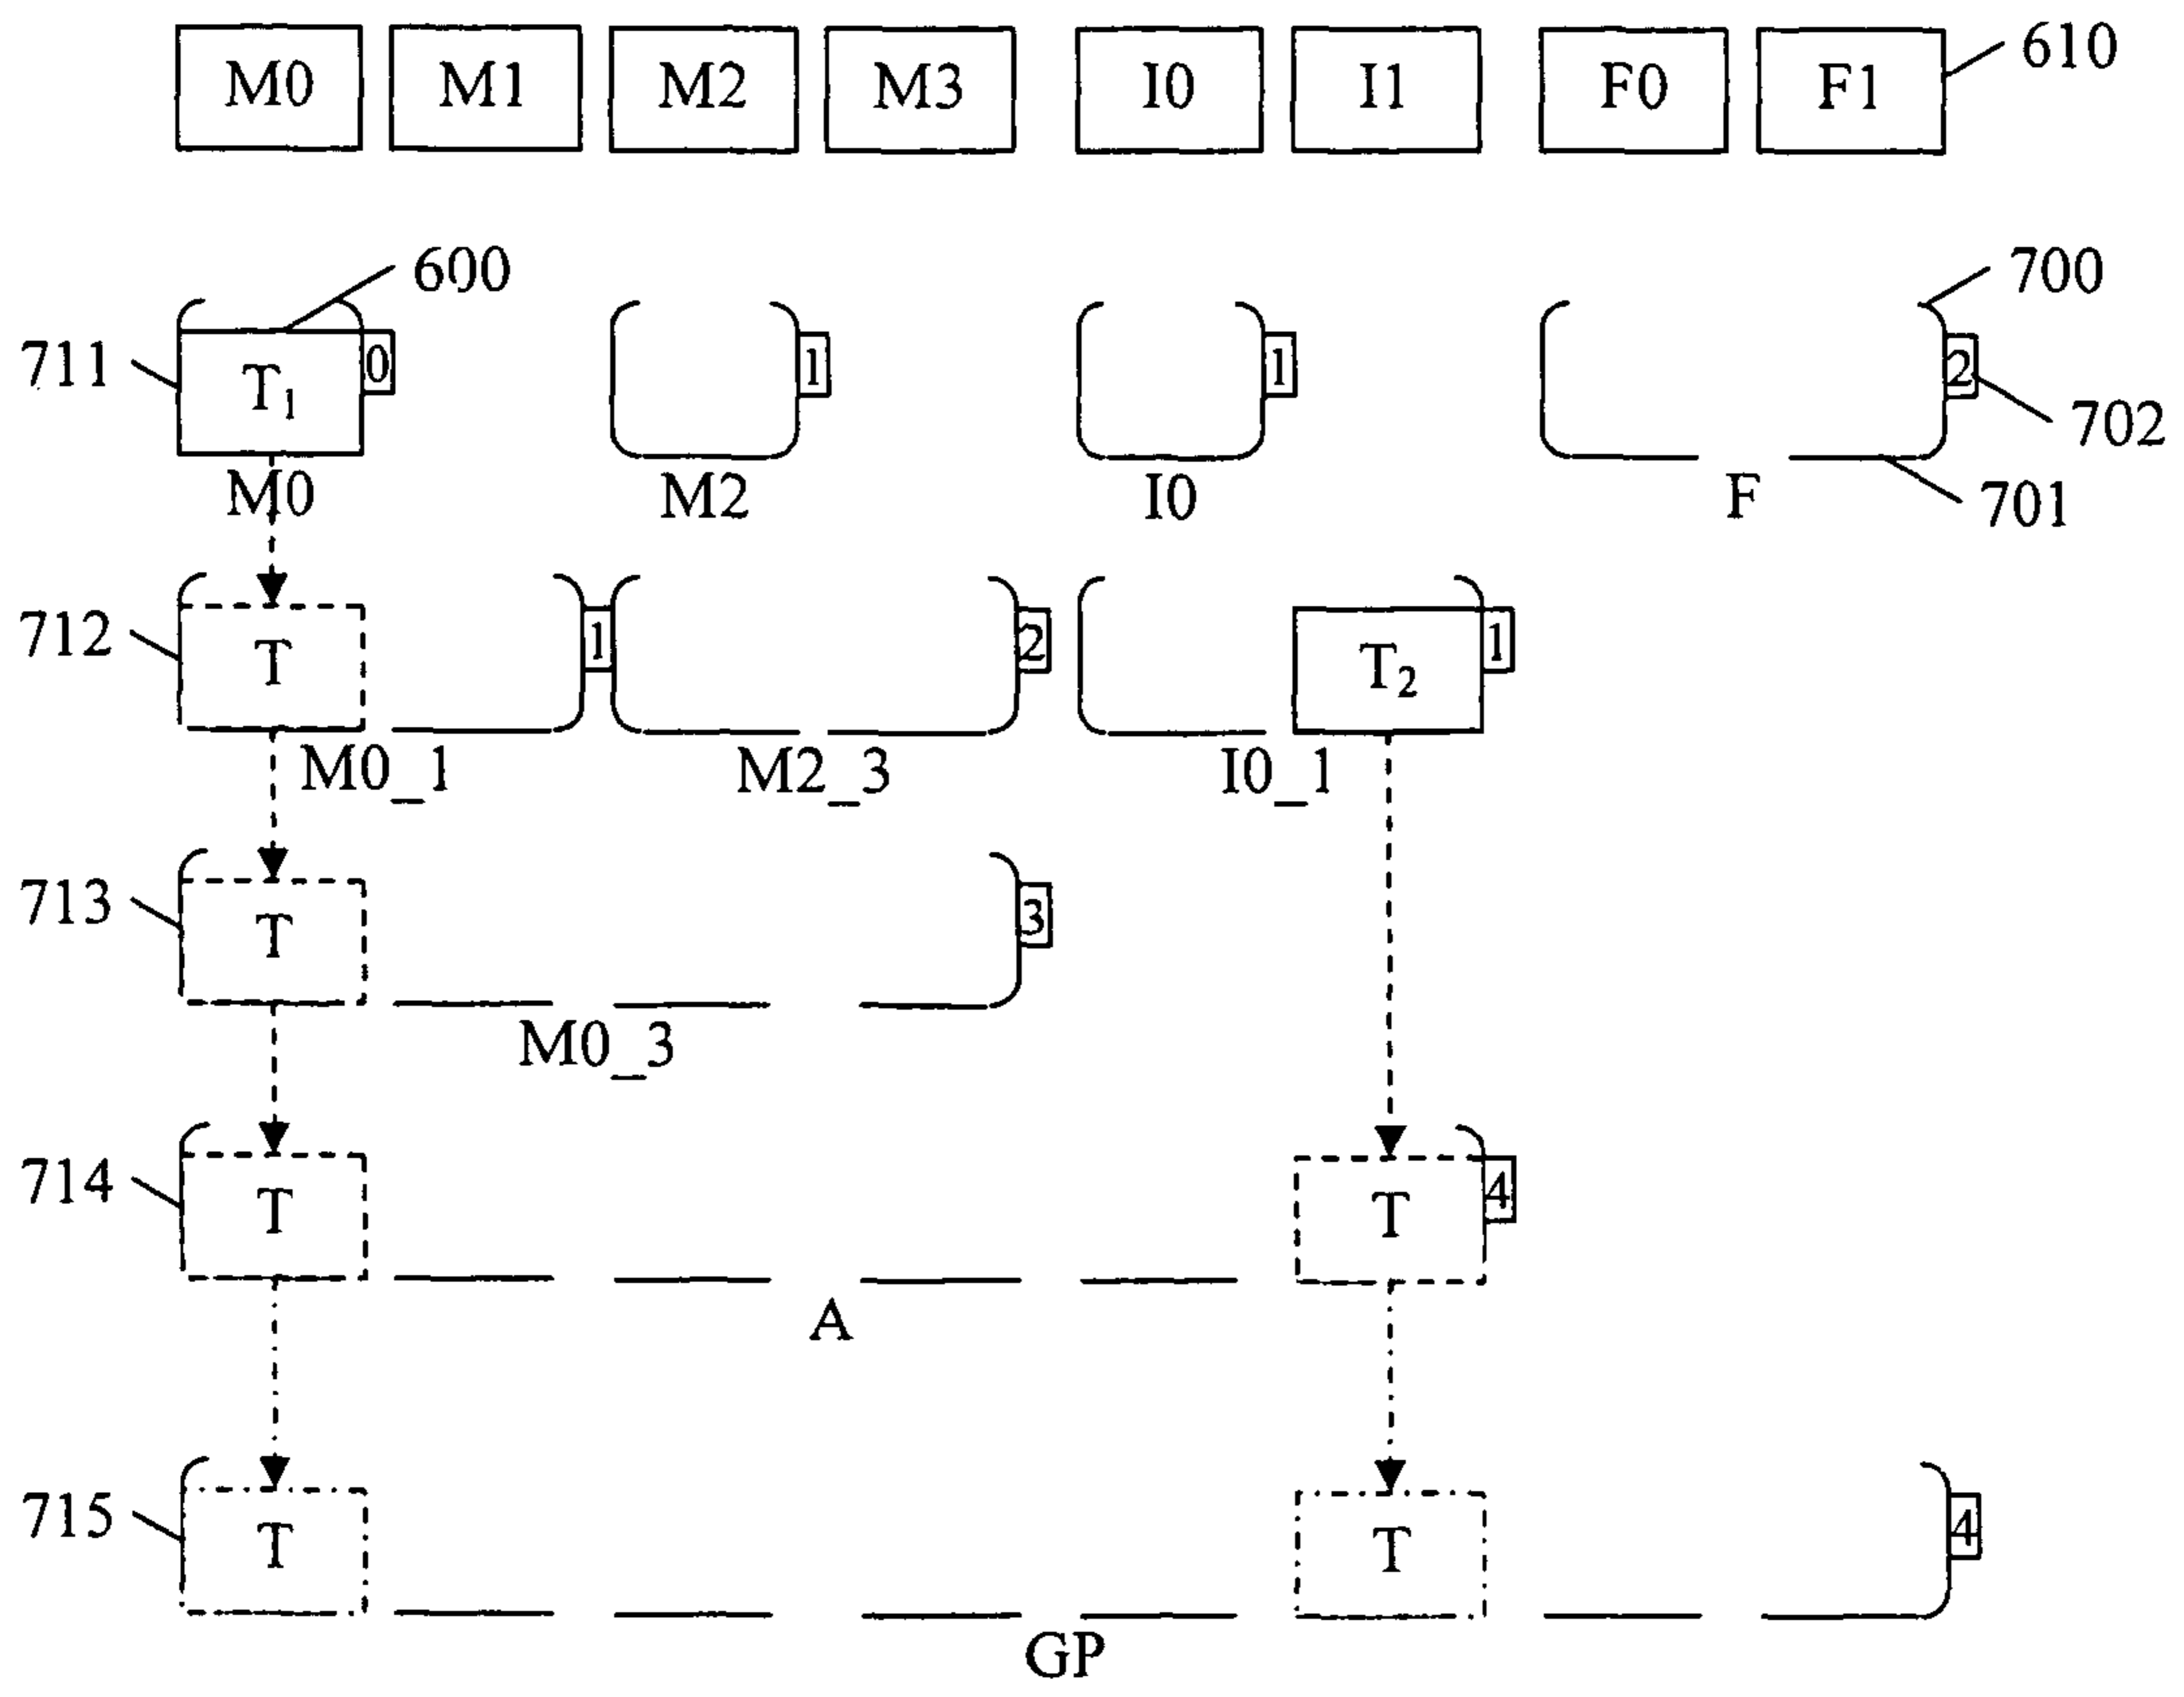 M0 M1 M2 M3 I0 I1 F0 F1 610
600 700
711 T1 0 1 1 2
702
M0 M2 I0 F 701
712 T 1 2 T2 1
M0_1 M2_3 I0_1
713 T 3
M0_3
714 T T 4
A
715 T T 4
GP